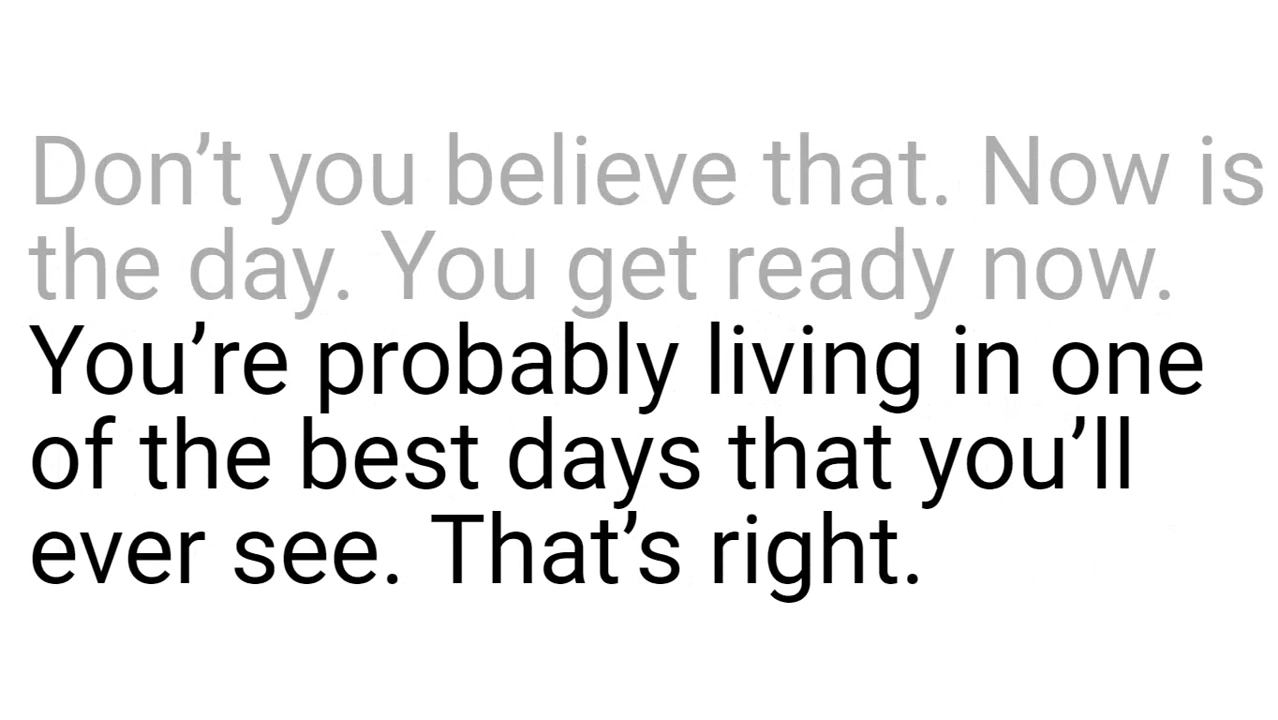 Don’t you believe that. Now is
the day. You get ready now.
You’re probably living in one
of the best days that you’ll
ever see. That’s right.